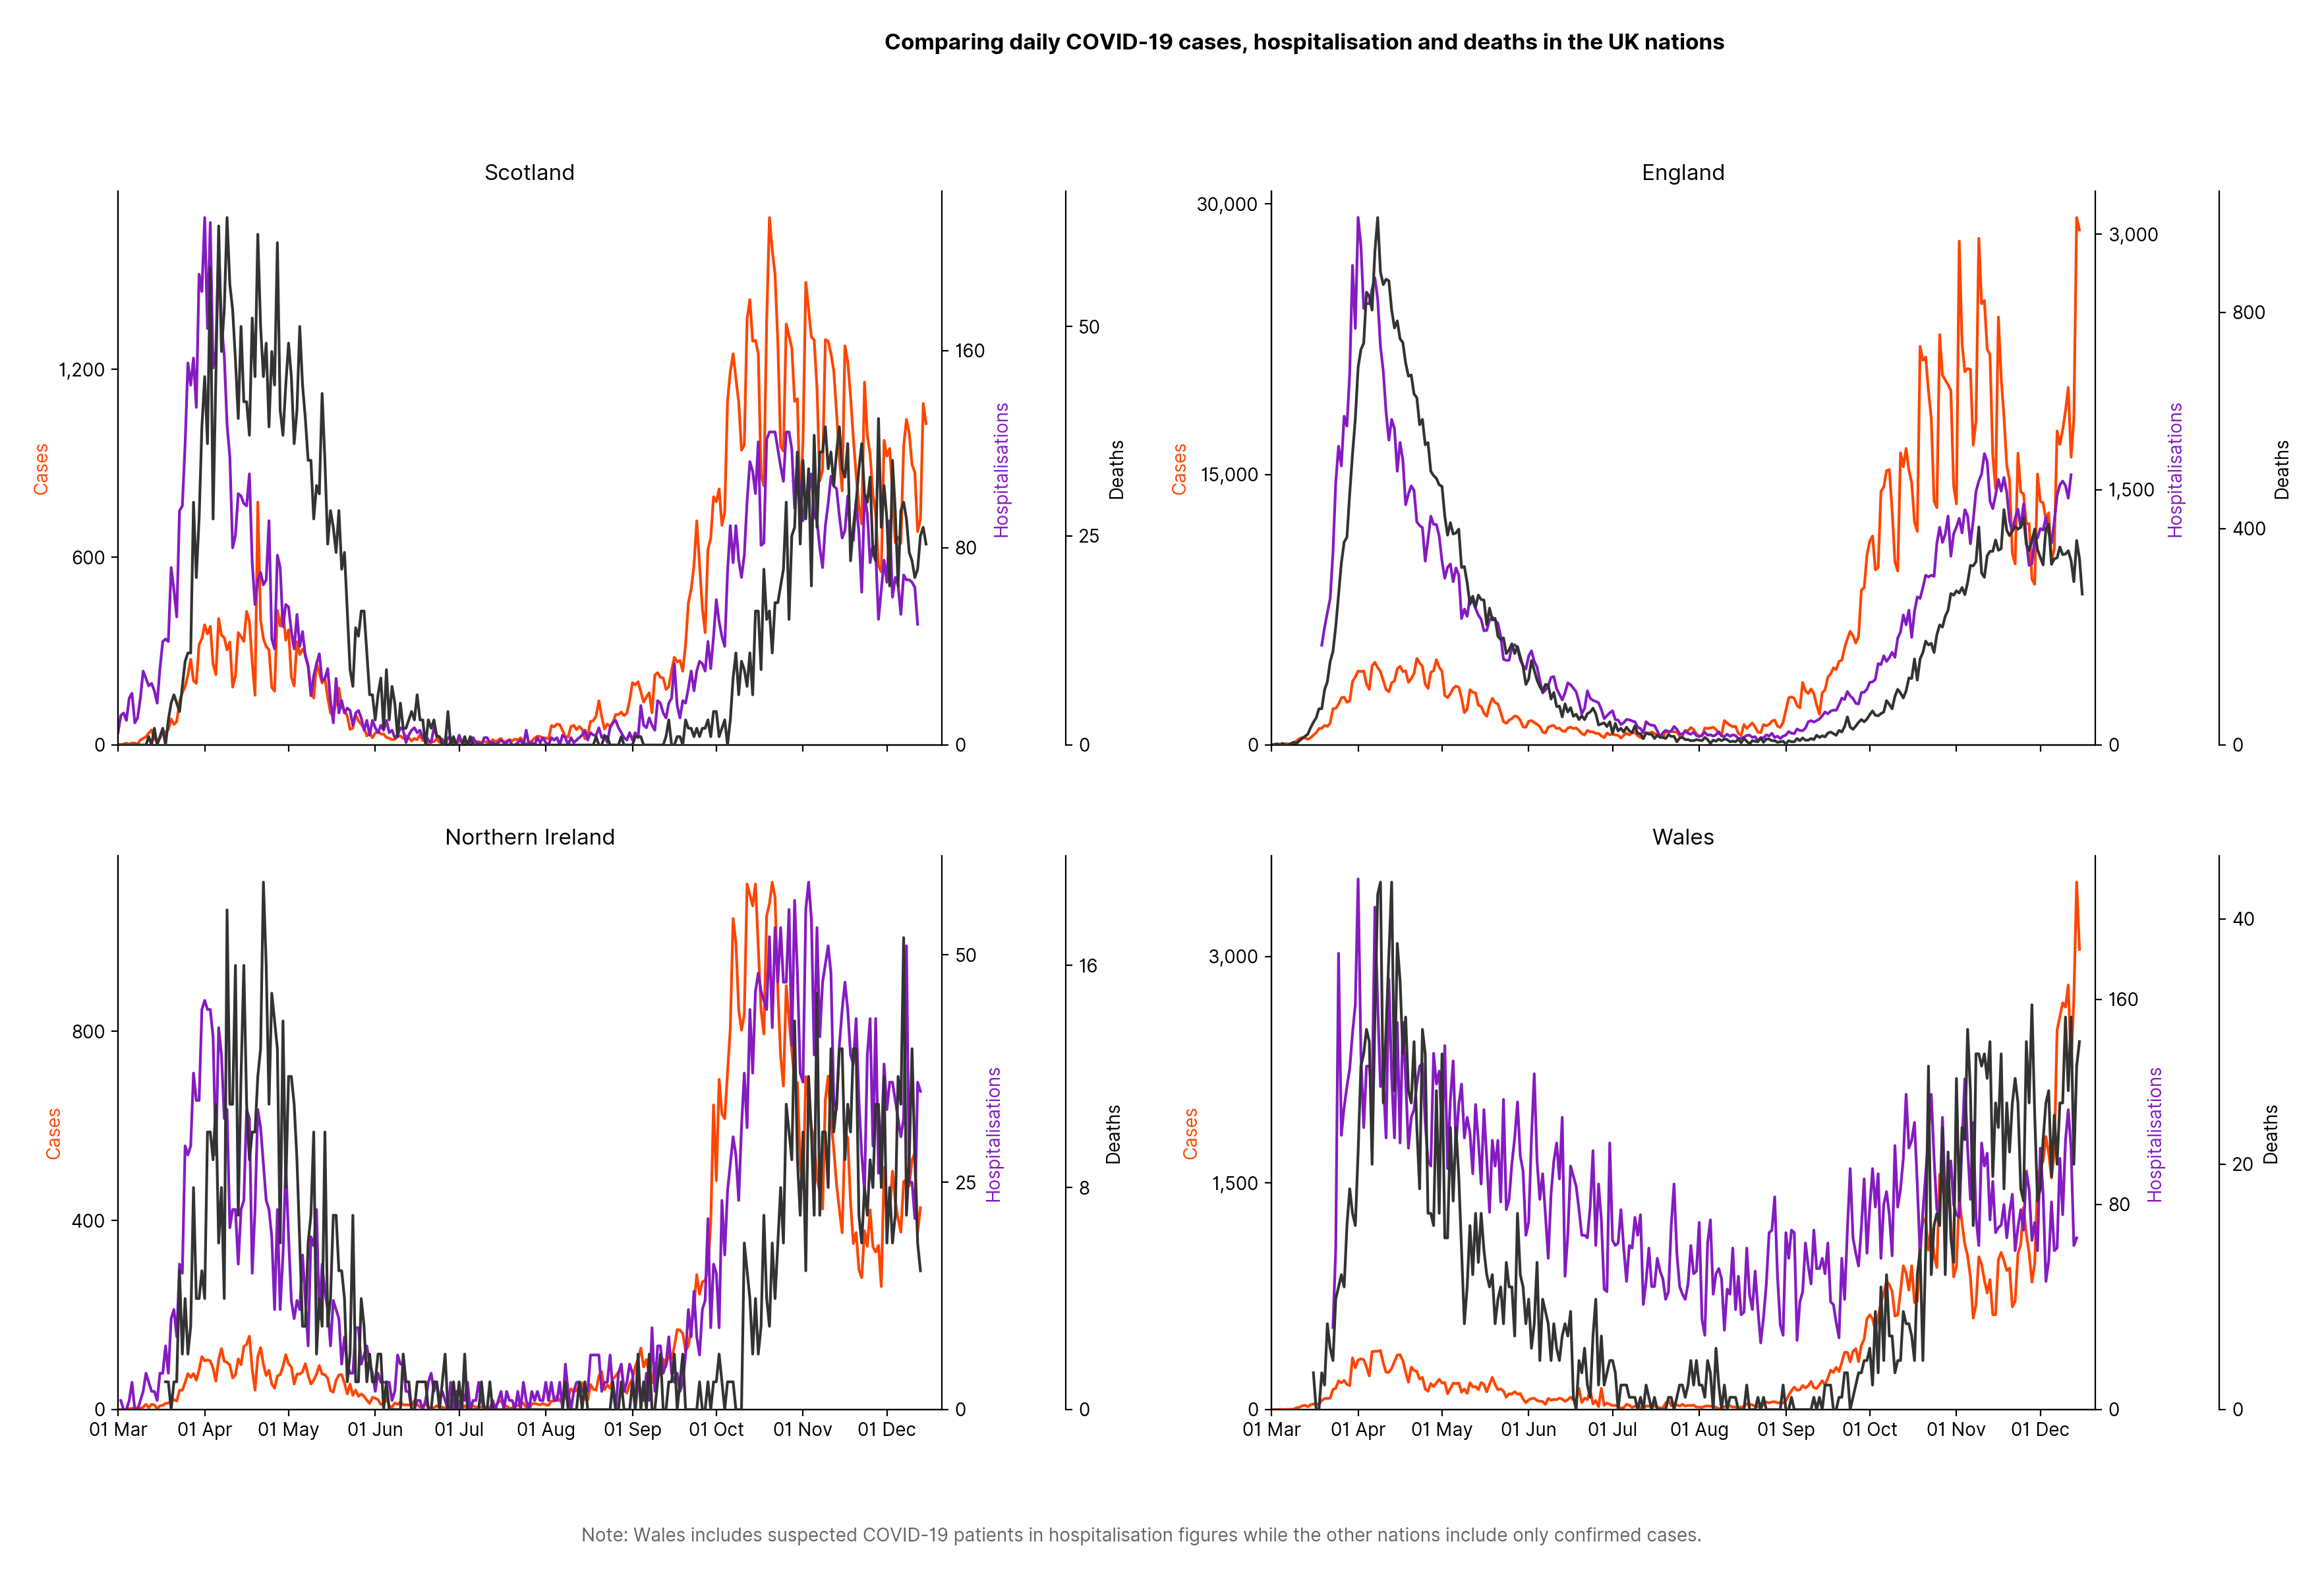 Comparing daily COVID-19 cases, hospitalisation and deaths in the UK nations
Scotland
1,200
600
0
Cases
160
80
0
Hospitalisations
50
25
0
Deaths
England
30,000
15,000
Cases
3,000
1,500
0
Hospitalisations
800
400
0
Deaths
Northern Ireland
800
400
0
Cases
50
25
0
Hospitalisations
16
8
0
Deaths
01 Mar 01 Apr 01 May 01 Jun 01 Jul 01 Aug 01 Sep 01 Oct 01 Nov 01 Dec
Wales
3,000
1,500
0
Cases
160
80
0
Hospitalisations
40
20
0
Deaths
01 Mar 01 Apr 01 May 01 Jun 01 Jul 01 Aug 01 Sep 01 Oct 01 Nov 01 Dec
Note: Wales includes suspected COVID-19 patients in hospitalisation figures while the other nations include only confirmed cases.